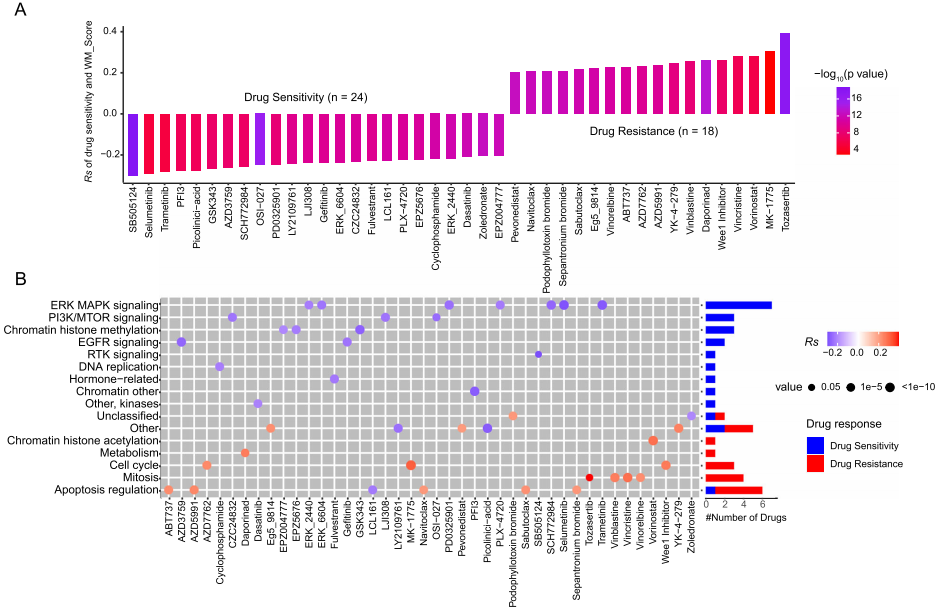 A
Rs of drug sensitivity and WM_Score
0.4
0.2
0.0
−0.2
Drug Sensitivity (n = 24)
Drug Resistance (n = 18)
−log10(p value)
16
12
8
4
SB505124
Selumetinib
Trametinib
PFI3
Picolinici−acid
GSK343
AZD3759
SCH772984
OSI−027
PD0325901
LY2109761
LJI308
Gefitinib
ERK_6604
CZC24832
Fulvestrant
LCL161
PLX−4720
EPZ5676
Cyclophosphamide
ERK_2440
Dasatinib
Zoledronate
EPZ004777
Pevonedistat
Navitoclax
Podophyllotoxin bromide
Sepantronium bromide
Sabutoclax
Eg5_9814
Vinorelbine
ABT737
AZD7762
AZD5991
YK−4−279
Vinblastine
Daporinad
Wee1 Inhibitor
Vincristine
Vorinostat
MK−1775
Tozasertib
B
ERK MAPK signaling
PI3K/MTOR signaling
Chromatin histone methylation
EGFR signaling
RTK signaling
DNA replication
Hormone−related
Chromatin other
Other, kinases
Unclassified
Other
Chromatin histone acetylation
Metabolism
Cell cycle
Mitosis
Apoptosis regulation
ABT737
AZD3759
AZD5991
AZD7762
Cyclophosphamide
CZC24832
Daporinad
Dasatinib
Eg5_9814
EPZ004777
EPZ5676
ERK_2440
ERK_6604
Fulvestrant
Gefitinib
GSK343
LCL161
LJI308
LY2109761
MK−1775
Navitoclax
OSI−027
PD0325901
Pevonedistat
PFI3
Picolinici−acid
PLX−4720
Podophyllotoxin bromide
Sabutoclax
SB505124
SCH772984
Selumetinib
Sepantronium bromide
Tozasertib
Trametinib
Vinblastine
Vincristine
Vinorelbine
Vorinostat
Wee1 Inhibitor
YK−4−279
Zoledronate
0 2 4 6
#Number of Drugs
Rs
−0.2 0.0 0.2
value 0.05 1e−5 <1e−10
Drug response
Drug Sensitivity
Drug Resistance